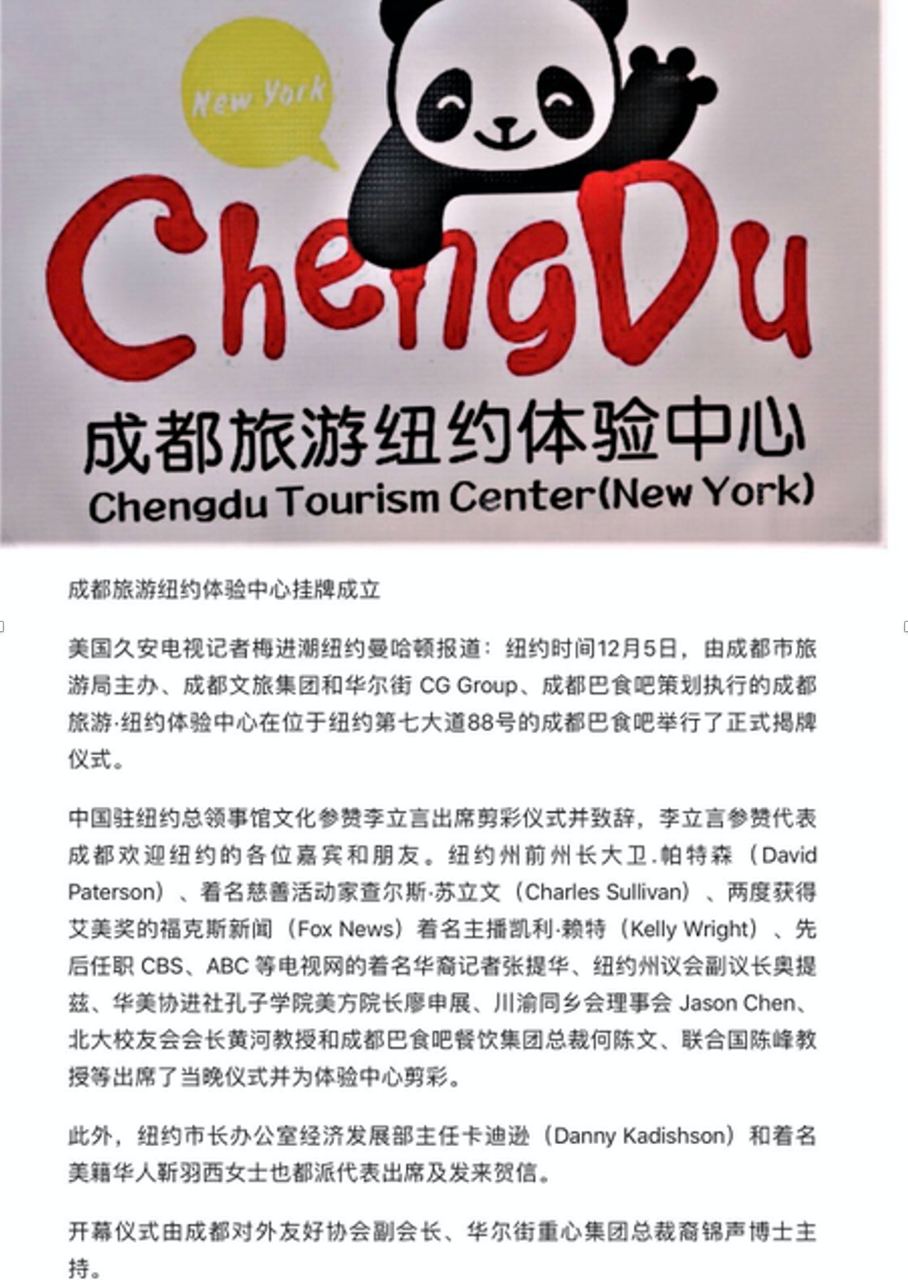 New York
ChengDu
成都旅游纽约体验中心
Chengdu Tourism Center(New York)
成都旅游纽约体验中心挂牌成立
美国久安电视记者梅进潮纽约曼哈顿报道：纽约时间12月5日，由成都市旅
游局主办、成都文旅集团和华尔街 CG Group、成都巴食吧策划执行的成都
旅游·纽约体验中心在位于纽约第七大道88号的成都巴食吧举行了正式揭牌
仪式。
中国驻纽约总领事馆文化参赞李立言出席剪彩仪式并致辞，李立言参赞代表
成都欢迎纽约的各位嘉宾和朋友。纽约州前州长大卫.帕特森（David
Paterson）、着名慈善活动家查尔斯·苏立文（Charles Sullivan）、两度获得
艾美奖的福克斯新闻（Fox News）着名主播凯利·赖特（Kelly Wright）、先
后任职 CBS、ABC 等电视网的着名华裔记者张提华、纽约州议会副议长奥提
兹、华美协进社孔子学院美方院长廖申展、川渝同乡会理事会 Jason Chen、
北大校友会会长黄河教授和成都巴食吧餐饮集团总裁何陈文、联合国陈峰教
授等出席了当晚仪式并为体验中心剪彩。
此外，纽约市长办公室经济发展部主任卡迪逊（Danny Kadishson）和着名
美籍华人靳羽西女士也都派代表出席及发来贺信。
开幕仪式由成都对外友好协会副会长、华尔街重心集团总裁裔锦声博士主
持。